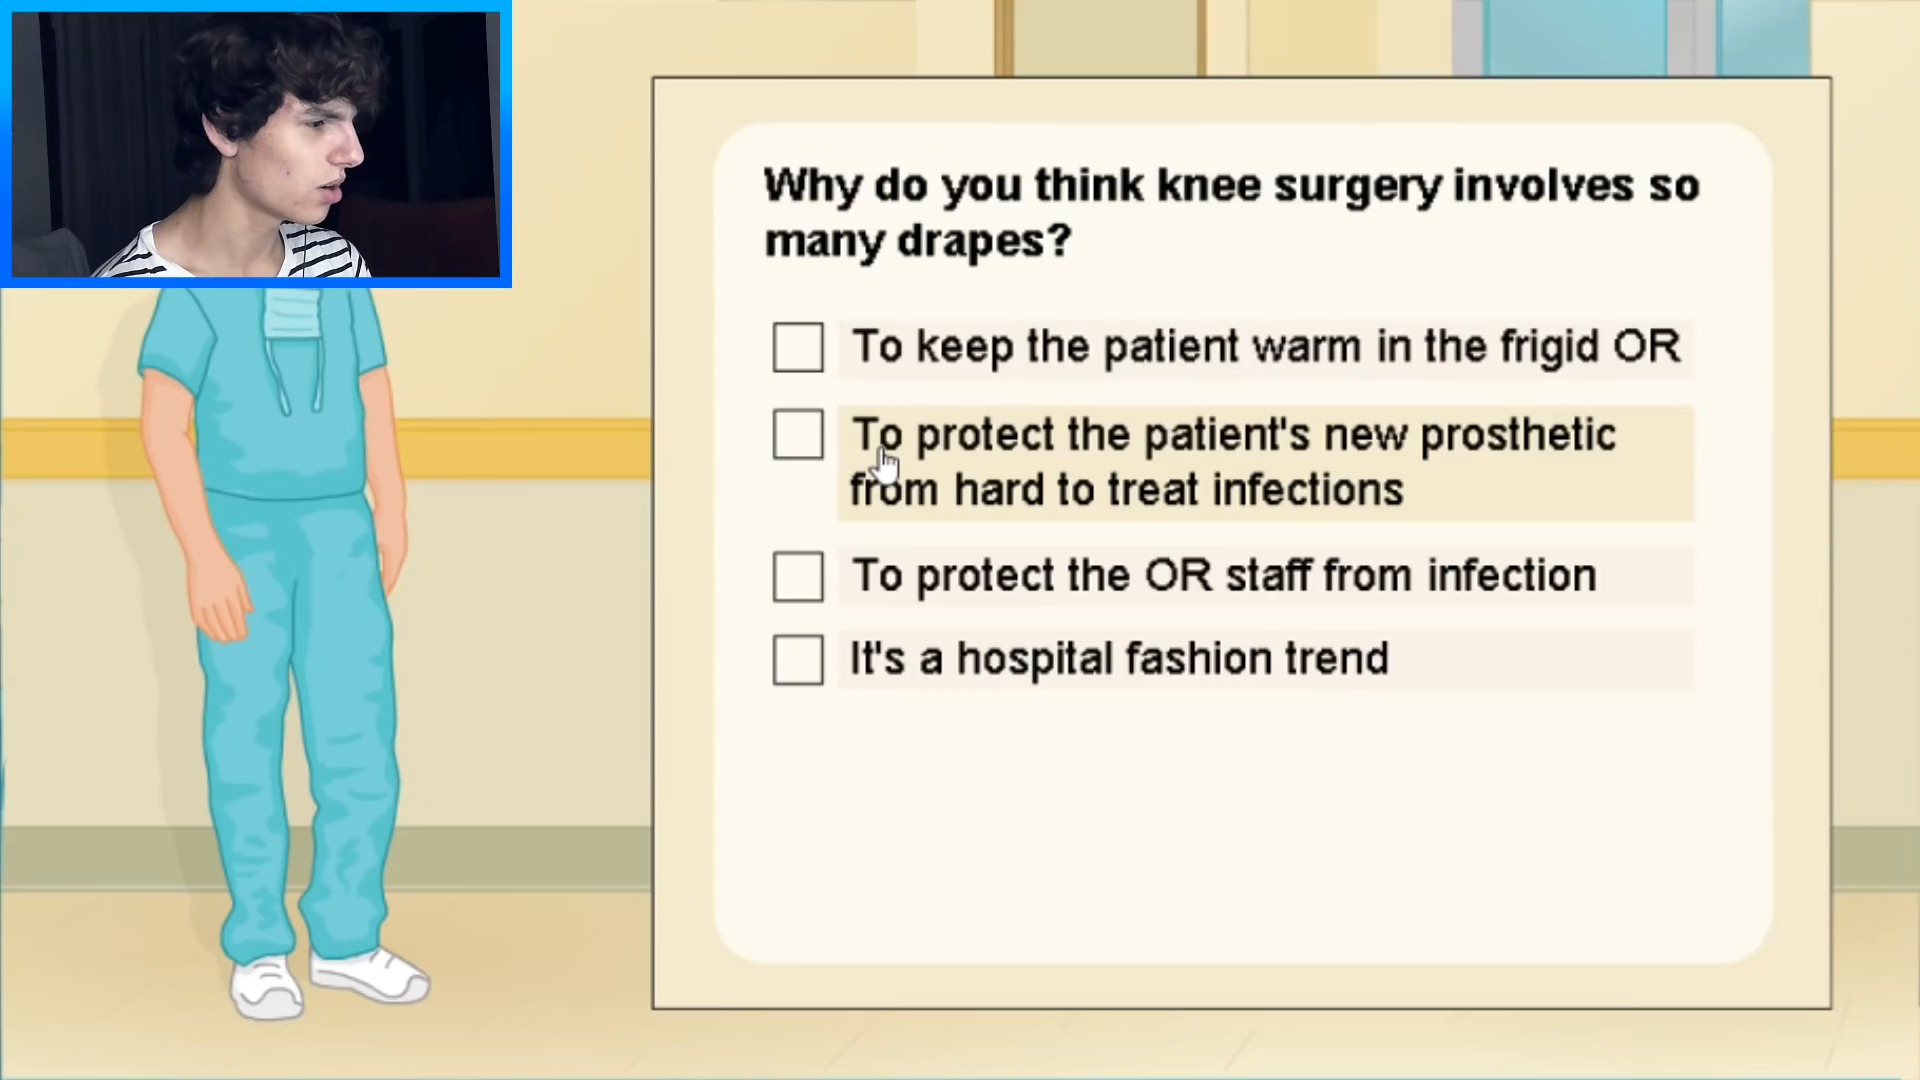 Why do you think knee surgery involves so
many drapes?
To keep the patient warm in the frigid OR
To protect the patient's new prosthetic
from hard to treat infections
To protect the OR staff from infection
It's a hospital fashion trend